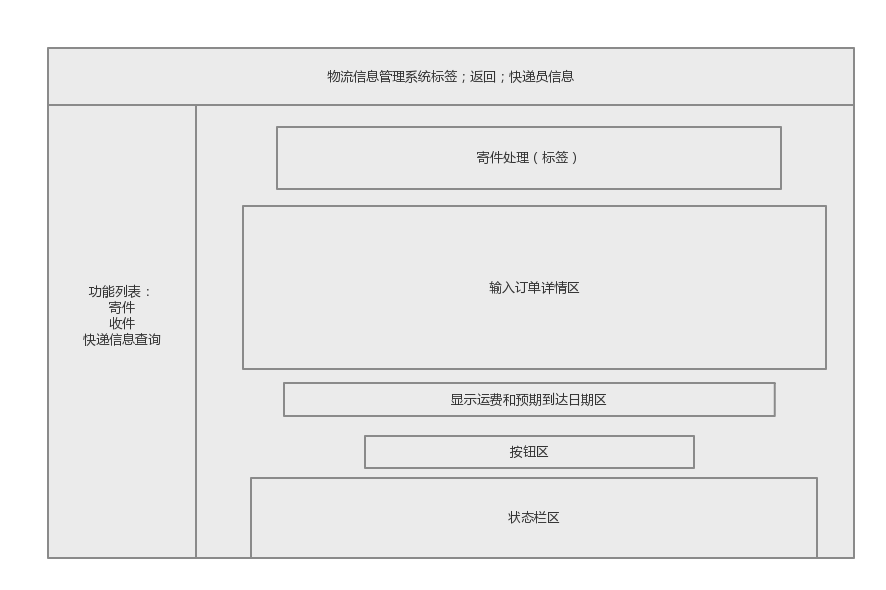 物流信息管理系统标签；返回；快递员信息
寄件处理（标签）
输入订单详情区
功能列表：
寄件
收件
快递信息查询
显示运费和预期到达日期区
按钮区
状态栏区